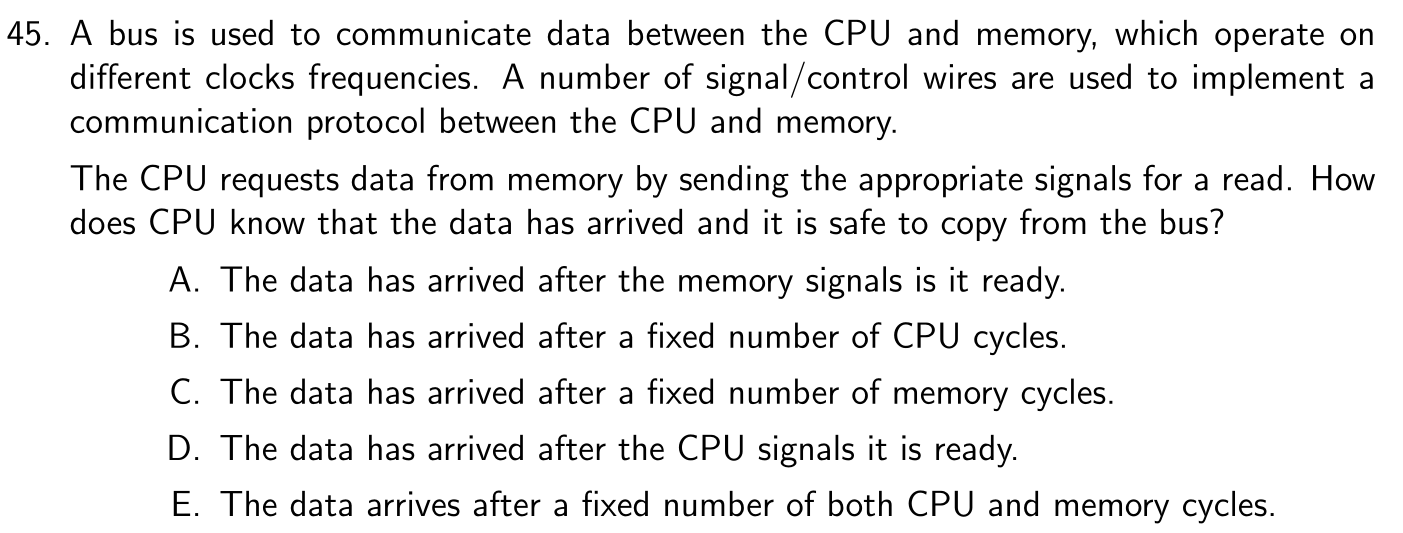 45. A bus is used to communicate data between the CPU and memory, which operate on
different clocks frequencies. A number of signal/control wires are used to implement a
communication protocol between the CPU and memory.
The CPU requests data from memory by sending the appropriate signals for a read. How
does CPU know that the data has arrived and it is safe to copy from the bus?
A. The data has arrived after the memory signals is it ready.
B. The data has arrived after a fixed number of CPU cycles.
C. The data has arrived after a fixed number of memory cycles.
D. The data has arrived after the CPU signals it is ready.
E. The data arrives after a fixed number of both CPU and memory cycles.